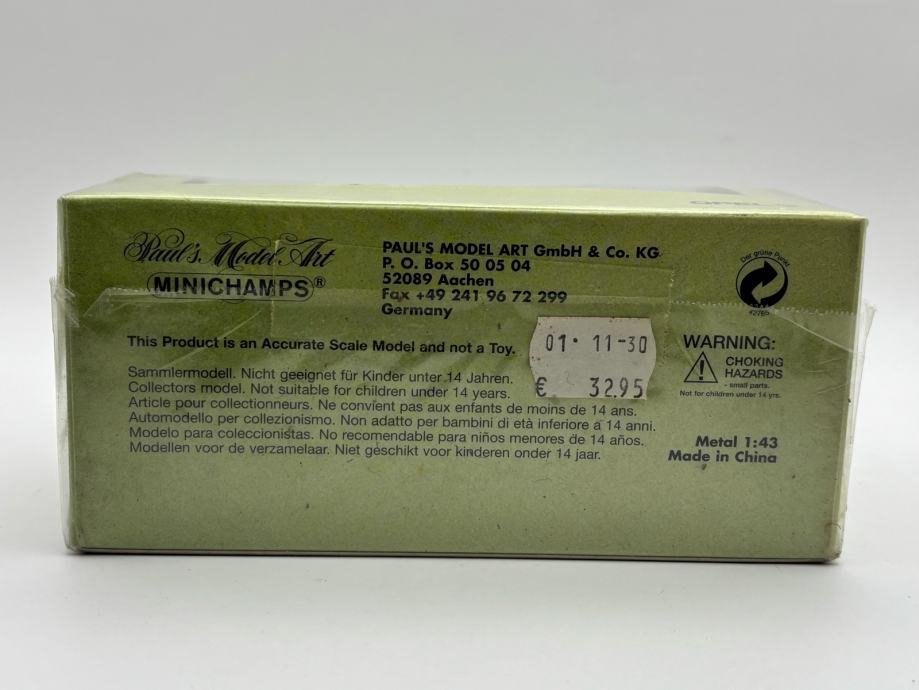 Paul's Model Art
MINICHAMPS®
PAUL'S MODEL ART GmbH & Co. KG
P. O. Box 50 05 04
52089 Aachen
Fax +49 241 96 72 299
Germany
Der grüne Punkt
This Product is an Accurate Scale Model and not a Toy.
01· 11-30
€ 32.95
Sammlermodell. Nicht geeignet für Kinder unter 14 Jahren.
Collectors model. Not suitable for children under 14 years.
Article pour collectionneurs. Ne convient pas aux enfants de moins de 14 ans.
Automodello per collezionismo. Non adatto per bambini di età inferiore a 14 anni.
Modelo para coleccionistas. No recomendable para niños menores de 14 años.
Modellen voor de verzamelaar. Niet geschikt voor kinderen onder 14 jaar.
WARNING:
CHOKING
HAZARDS
- small parts.
Not for children under 14 yrs.
Metal 1:43
Made in China